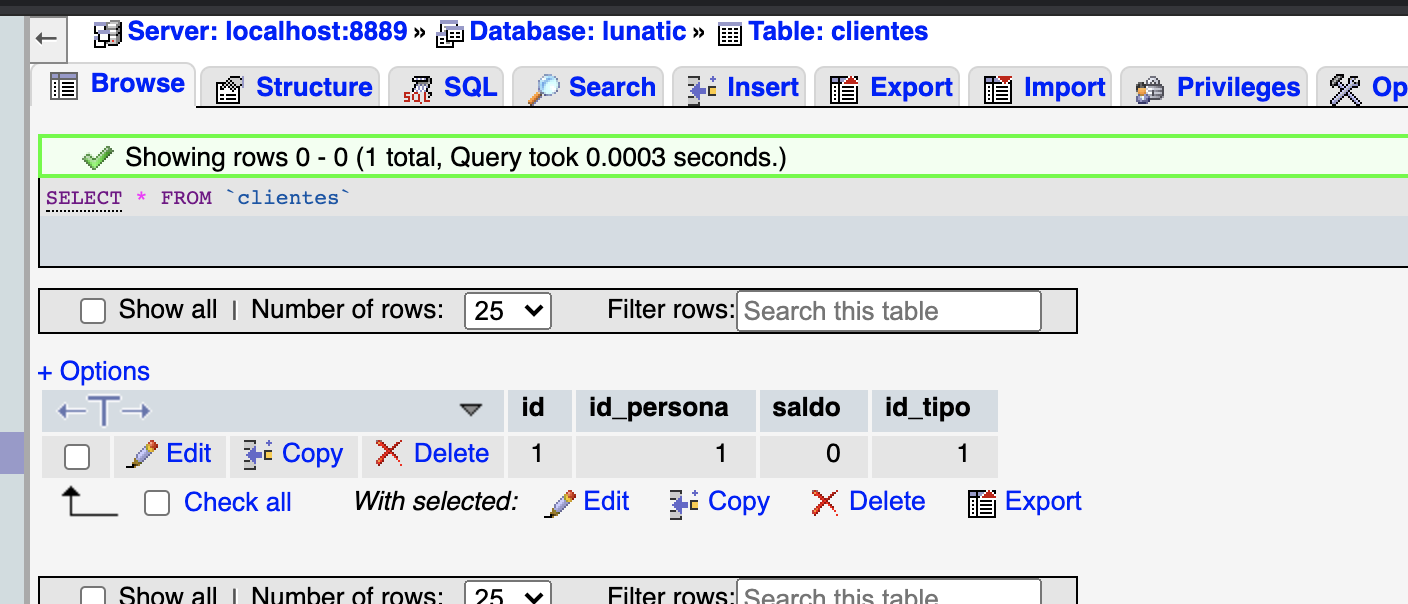 Server: localhost:8889 » Database: lunatic » Table: clientes
Browse Structure SQL Search Insert Export Import Privileges Op
Showing rows 0 - 0 (1 total, Query took 0.0003 seconds.)
SELECT * FROM `clientes`
Show all | Number of rows: 25 Filter rows: Search this table
+ Options
←T→ id id_persona saldo id_tipo
Edit Copy Delete 1 1 0 1
Check all With selected: Edit Copy Delete Export
Show all | Number of rows: 25 Filter rows: Search this table